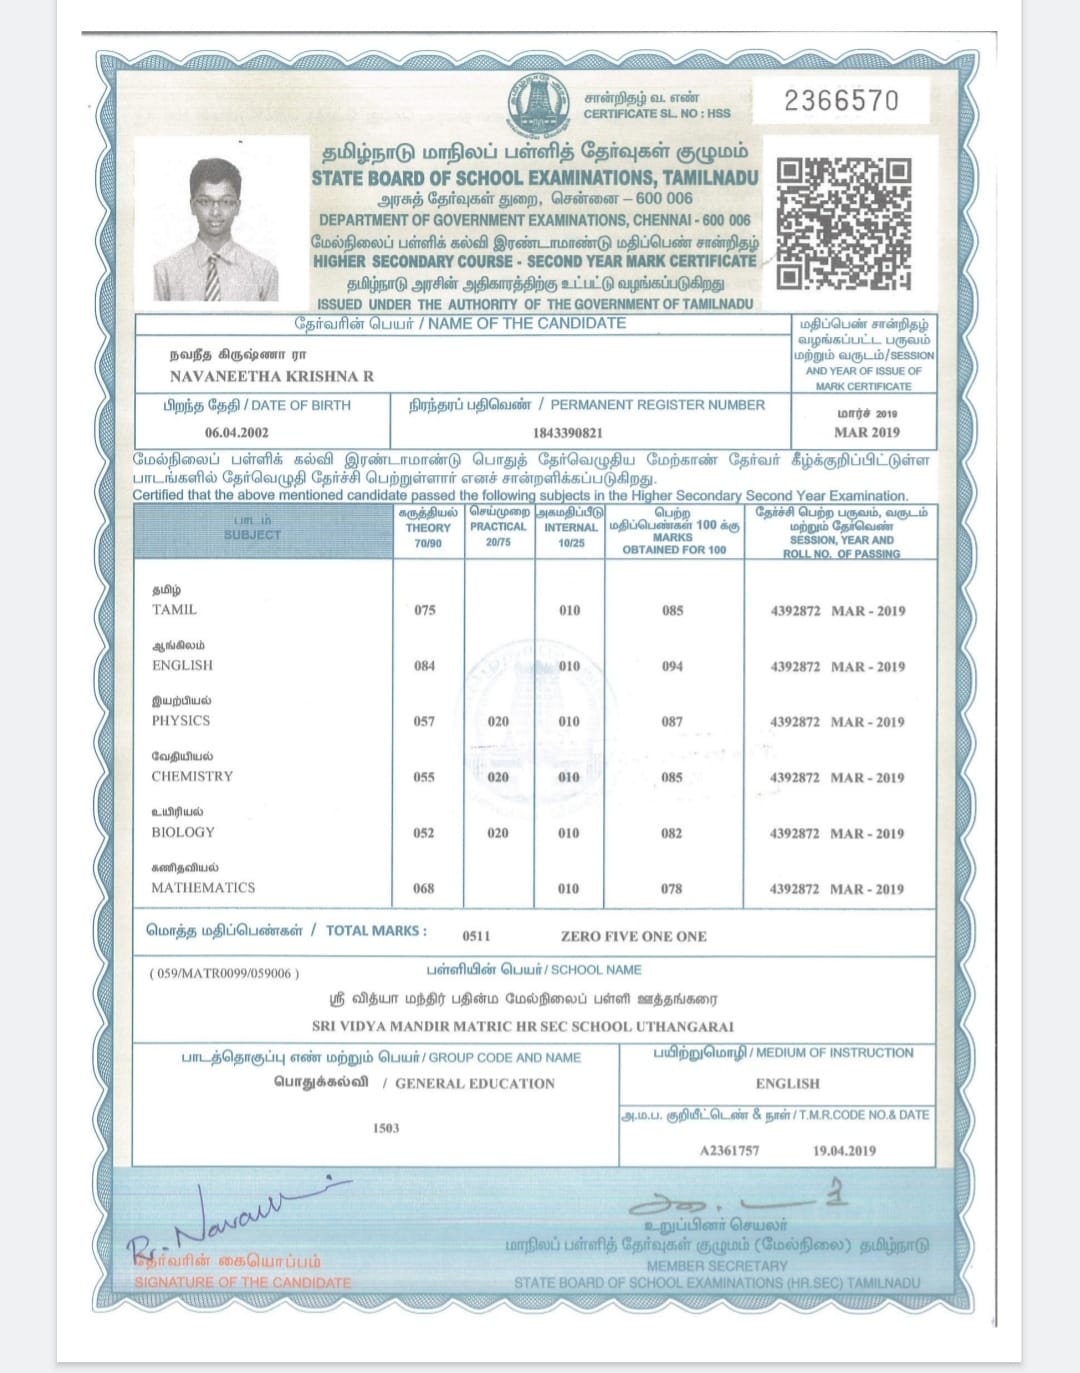 சான்றிதழ் வ. எண்
CERTIFICATE SL. NO : HSS
2366570
தமிழ்நாடு மாநிலப் பள்ளித் தேர்வுகள் குழுமம்
STATE BOARD OF SCHOOL EXAMINATIONS, TAMILNADU
அரசுத் தேர்வுகள் துறை, சென்னை – 600 006
DEPARTMENT OF GOVERNMENT EXAMINATIONS, CHENNAI - 600 006
மேல்நிலைப் பள்ளிக் கல்வி இரண்டாமாண்டு மதிப்பெண் சான்றிதழ்
HIGHER SECONDARY COURSE - SECOND YEAR MARK CERTIFICATE
தமிழ்நாடு அரசின் அதிகாரத்திற்கு உட்பட்டு வழங்கப்படுகிறது
ISSUED UNDER THE AUTHORITY OF THE GOVERNMENT OF TAMILNADU
தேர்வரின் பெயர் / NAME OF THE CANDIDATE
நவநீத கிருஷ்ணா ரா
NAVANEETHA KRISHNA R
மதிப்பெண் சான்றிதழ்
வழங்கப்பட்ட பருவம்
மற்றும் வருடம்/SESSION
AND YEAR OF ISSUE OF
MARK CERTIFICATE
பிறந்த தேதி / DATE OF BIRTH
06.04.2002
நிரந்தரப் பதிவெண் / PERMANENT REGISTER NUMBER
1843390821
மார்ச் 2019
MAR 2019
மேல்நிலைப் பள்ளிக் கல்வி இரண்டாமாண்டு பொதுத் தேர்வெழுதிய மேற்காண் தேர்வர் கீழ்க்குறிப்பிட்டுள்ள
பாடங்களில் தேர்வெழுதி தேர்ச்சி பெற்றுள்ளார் எனச் சான்றளிக்கப்படுகிறது.
Certified that the above mentioned candidate passed the following subjects in the Higher Secondary Second Year Examination.
பாடம்
SUBJECT
கருத்தியல்
THEORY
70/90
செய்முறை
PRACTICAL
20/75
அகமதிப்பீடு
INTERNAL
10/25
பெற்ற
மதிப்பெண்கள் 100 க்கு
MARKS
OBTAINED FOR 100
தேர்ச்சி பெற்ற பருவம், வருடம்
மற்றும் தேர்வெண்
SESSION, YEAR AND
ROLL NO. OF PASSING
தமிழ்
TAMIL 075 010 085 4392872 MAR - 2019
ஆங்கிலம்
ENGLISH 084 010 094 4392872 MAR - 2019
இயற்பியல்
PHYSICS 057 020 010 087 4392872 MAR - 2019
வேதியியல்
CHEMISTRY 055 020 010 085 4392872 MAR - 2019
உயிரியல்
BIOLOGY 052 020 010 082 4392872 MAR - 2019
கணிதவியல்
MATHEMATICS 068 010 078 4392872 MAR - 2019
மொத்த மதிப்பெண்கள் / TOTAL MARKS : 0511 ZERO FIVE ONE ONE
( 059/MATR0099/059006 ) பள்ளியின் பெயர் / SCHOOL NAME
ஸ்ரீ வித்யா மந்திர் பதின்ம மேல்நிலைப் பள்ளி ஊத்தங்கரை
SRI VIDYA MANDIR MATRIC HR SEC SCHOOL UTHANGARAI
பாடத்தொகுப்பு எண் மற்றும் பெயர் / GROUP CODE AND NAME
பொதுக்கல்வி / GENERAL EDUCATION
1503
பயிற்றுமொழி / MEDIUM OF INSTRUCTION
ENGLISH
அ.ம.ப. குறியீட்டெண் & நாள் / T.M.R.CODE NO.& DATE
A2361757 19.04.2019
தேர்வரின் கையொப்பம்
SIGNATURE OF THE CANDIDATE
உறுப்பினர் செயலர்
மாநிலப் பள்ளித் தேர்வுகள் குழுமம் (மேல்நிலை) தமிழ்நாடு
MEMBER SECRETARY
STATE BOARD OF SCHOOL EXAMINATIONS (HR.SEC) TAMILNADU